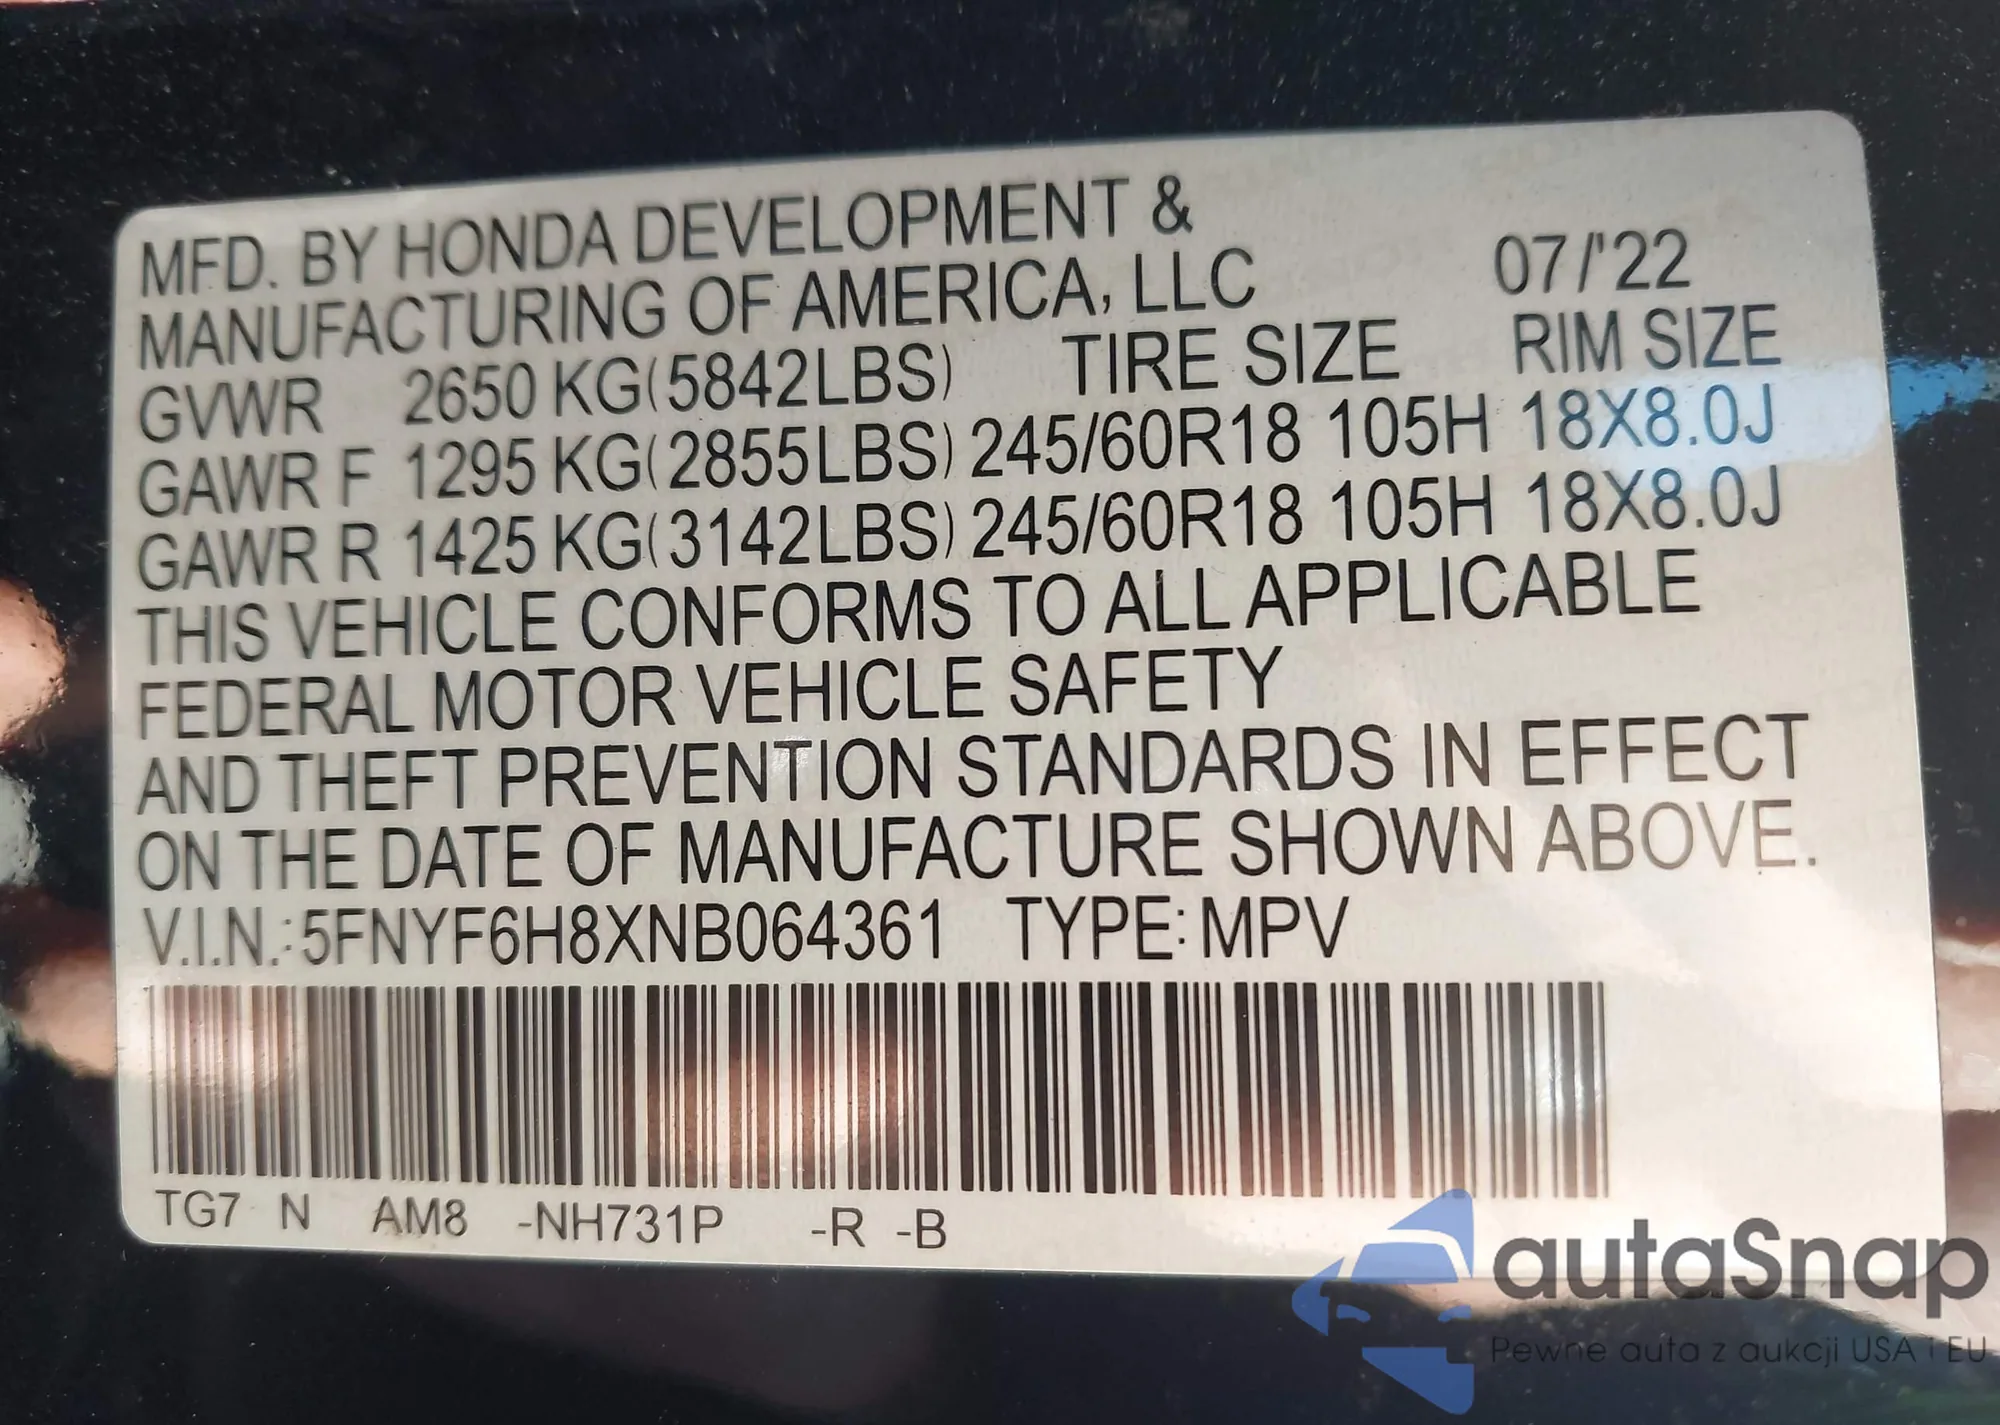 MFD. BY HONDA DEVELOPMENT &
MANUFACTURING OF AMERICA, LLC 07/'22
GVWR 2650 KG(5842LBS) TIRE SIZE RIM SIZE
GAWR F 1295 KG(2855LBS) 245/60R18 105H 18X8.0J
GAWR R 1425 KG(3142LBS) 245/60R18 105H 18X8.0J
THIS VEHICLE CONFORMS TO ALL APPLICABLE
FEDERAL MOTOR VEHICLE SAFETY
AND THEFT PREVENTION STANDARDS IN EFFECT
ON THE DATE OF MANUFACTURE SHOWN ABOVE.
V.I.N.:5FNYF6H8XNB064361 TYPE:MPV
TG7 N AM8 -NH731P -R -B
autaSnap
Pewne auta z aukcji USA i EU